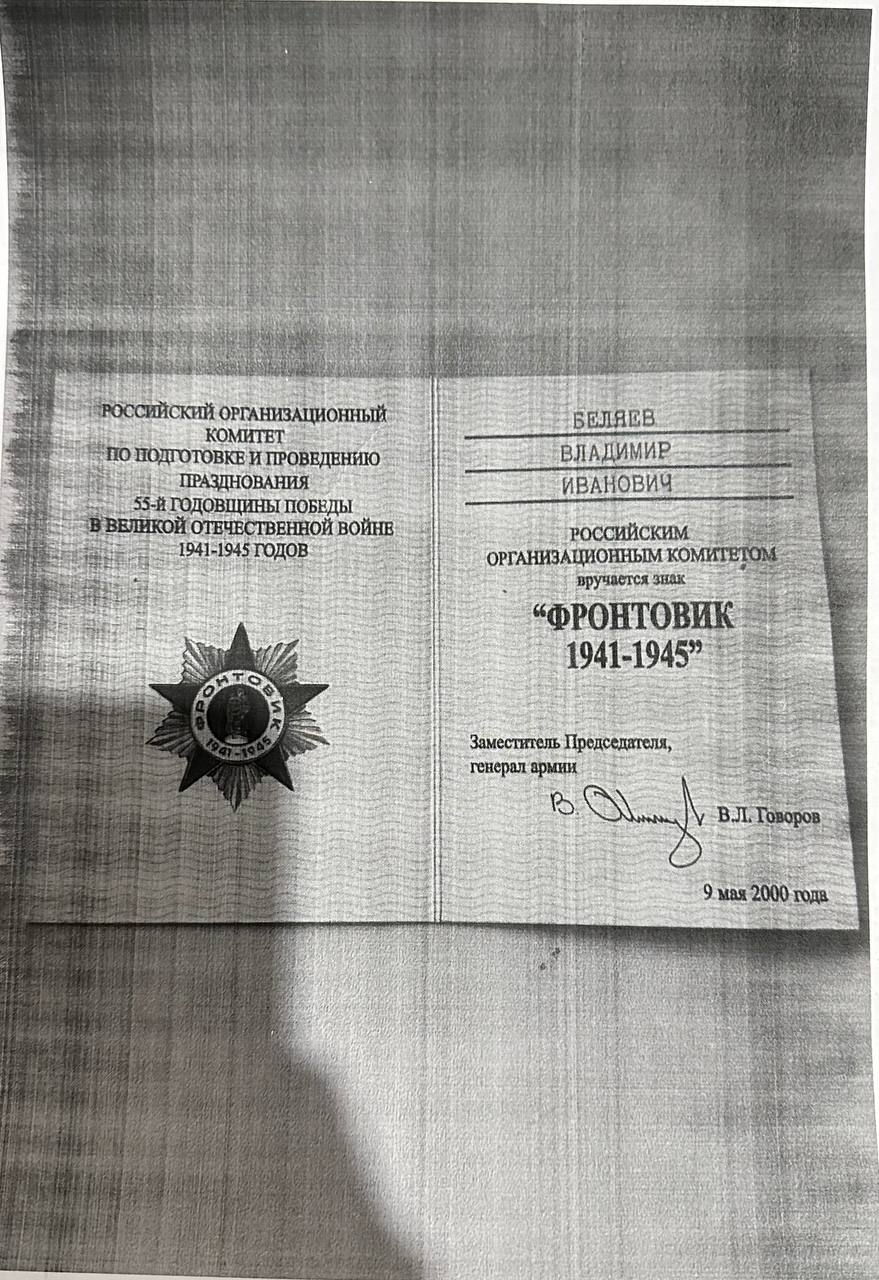 РОССИЙСКИЙ ОРГАНИЗАЦИОННЫЙ
КОМИТЕТ
ПО ПОДГОТОВКЕ И ПРОВЕДЕНИЮ
ПРАЗДНОВАНИЯ
55-й ГОДОВЩИНЫ ПОБЕДЫ
В ВЕЛИКОЙ ОТЕЧЕСТВЕННОЙ ВОЙНЕ
1941-1945 ГОДОВ
ФРОНТОВИК
1941-1945
БЕЛЯЕВ
ВЛАДИМИР
ИВАНОВИЧ
РОССИЙСКИМ
ОРГАНИЗАЦИОННЫМ КОМИТЕТОМ
вручается знак
“ФРОНТОВИК
1941-1945”
Заместитель Председателя,
генерал армии
В.Л. Говоров
9 мая 2000 года